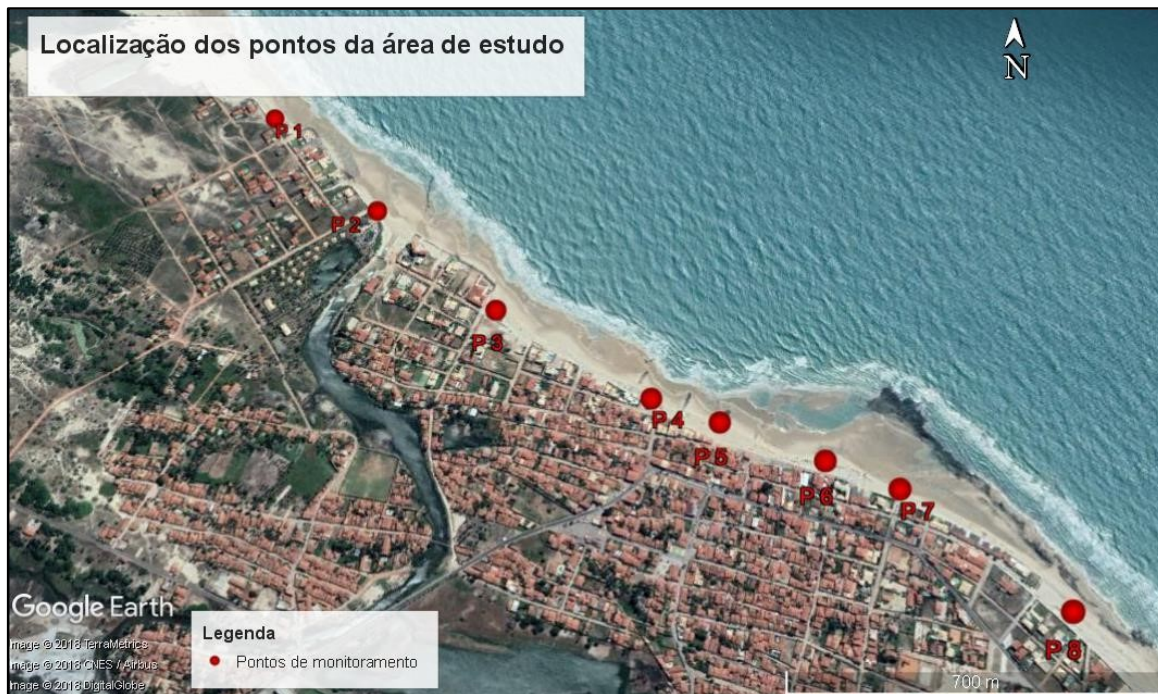 Localização dos pontos da área de estudo
N
P 1
P 2
P 3
P 4
P 5
P 6
P 7
P 8
Google Earth
Legenda
Pontos de monitoramento
Image © 2018 TerraMetrics
Image © 2018 CNES / Airbus
Image © 2018 DigitalGlobe
700 m